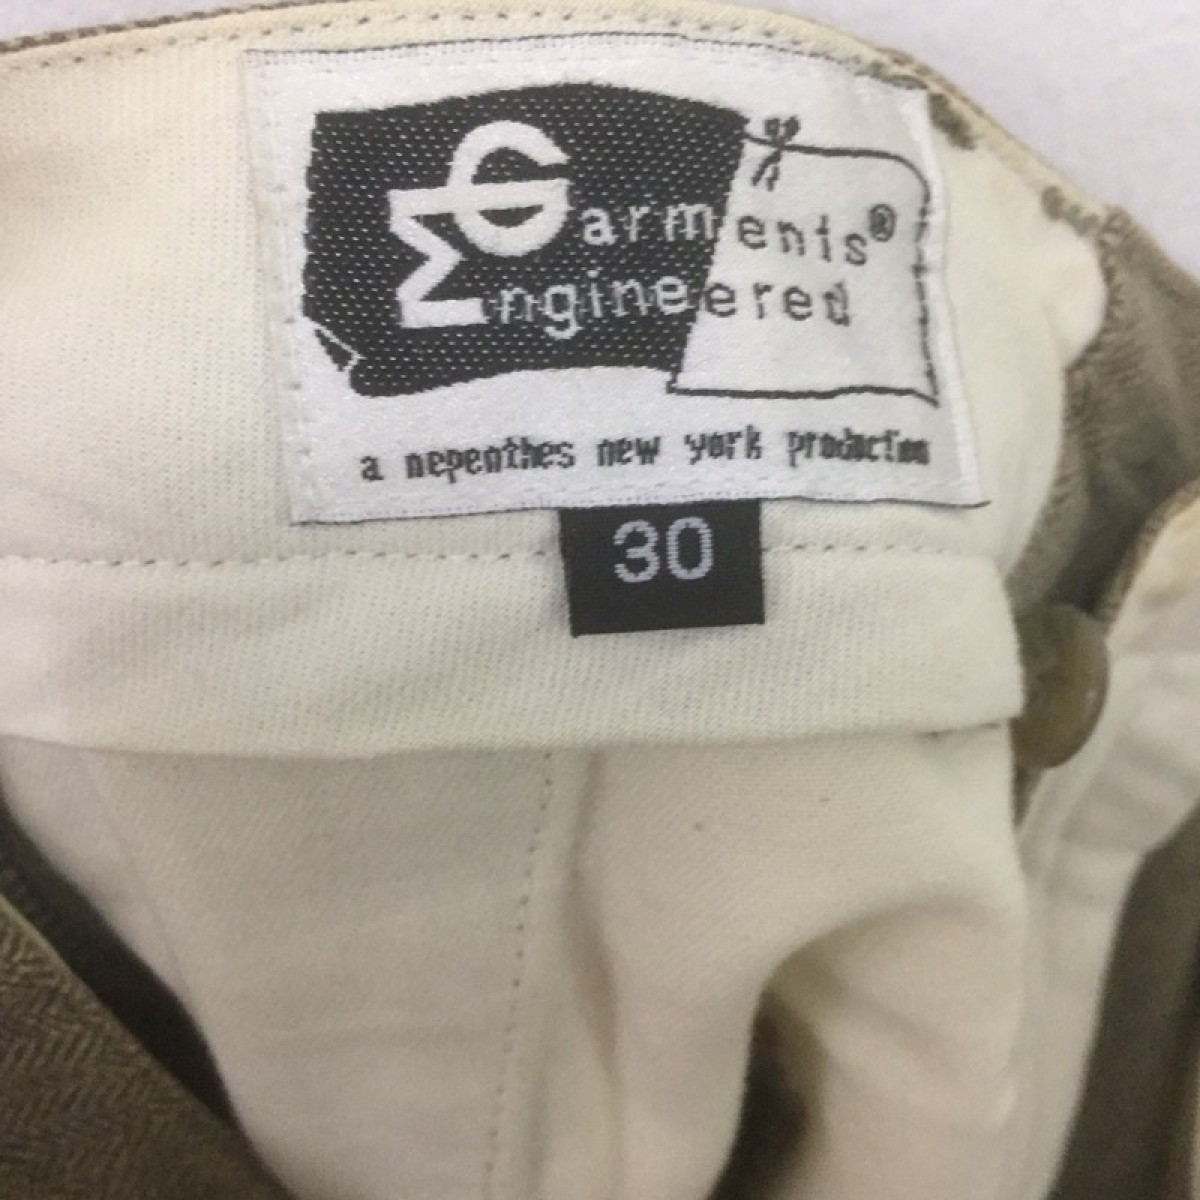 Garments®
Engineered
a nepenthes new york production
30